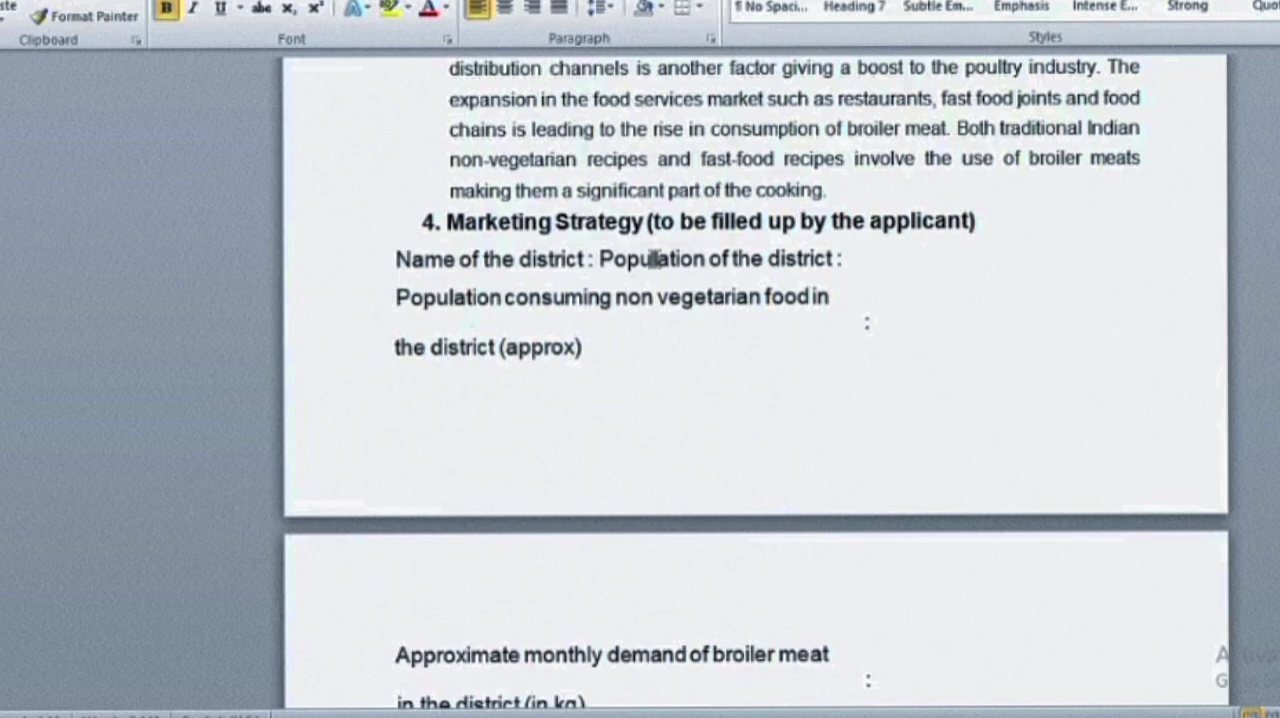 Format Painter
B I U abc x₂ x² A A
¶ No Spaci... Heading 7 Subtle Em... Emphasis Intense E... Strong
Clipboard Font Paragraph Styles
distribution channels is another factor giving a boost to the poultry industry. The
expansion in the food services market such as restaurants, fast food joints and food
chains is leading to the rise in consumption of broiler meat. Both traditional Indian
non-vegetarian recipes and fast-food recipes involve the use of broiler meats
making them a significant part of the cooking.
4. Marketing Strategy (to be filled up by the applicant)
Name of the district : Population of the district :
Population consuming non vegetarian food in
:
the district (approx)
Approximate monthly demand of broiler meat
:
in the district (in kg)